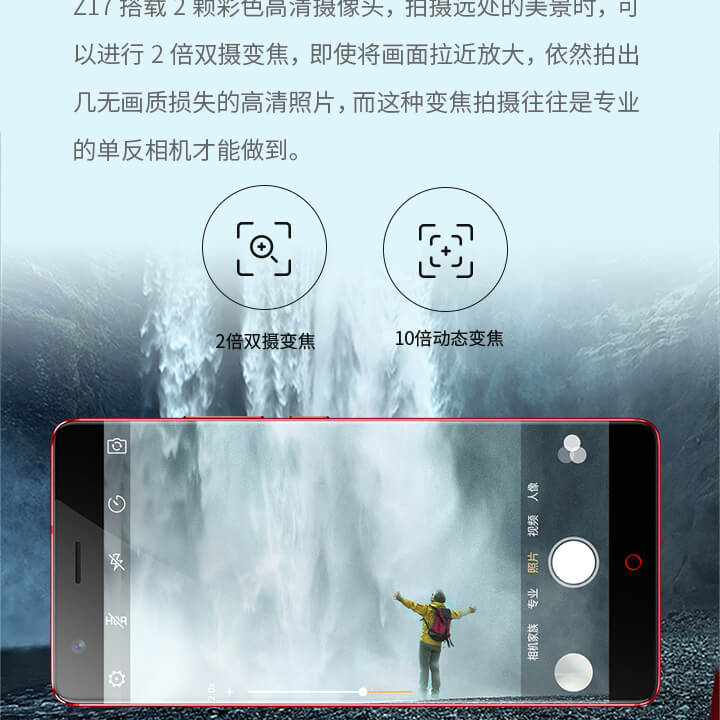 Z17 搭载 2 颗彩色高清摄像头，拍摄远处的美景时，可
以进行 2 倍双摄变焦，即使将画面拉近放大，依然拍出
几无画质损失的高清照片，而这种变焦拍摄往往是专业
的单反相机才能做到。
2倍双摄变焦
10倍动态变焦
人像
视频
照片
专业
相机家族
HDR
2.0x
+